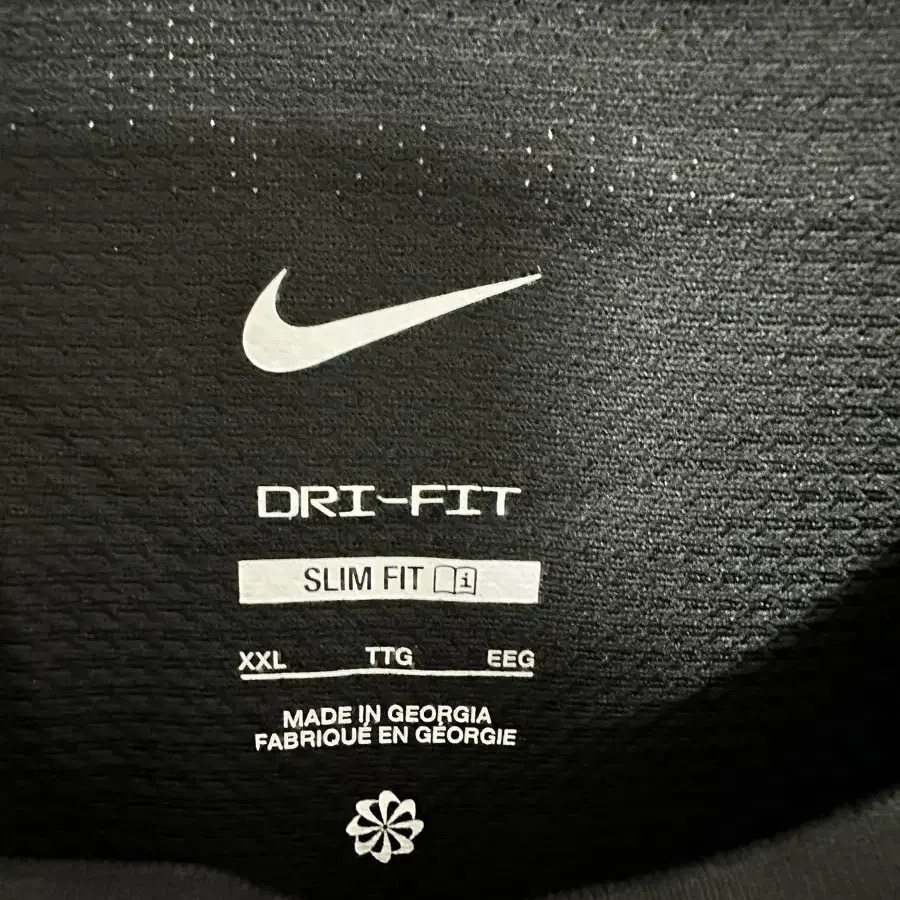 DRI-FIT
SLIM FIT
XXL TTG EEG
MADE IN GEORGIA
FABRIQUÉ EN GÉORGIE